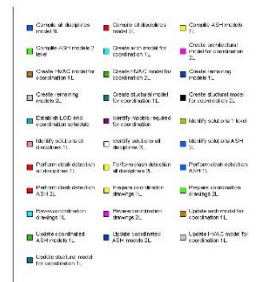 Compile all disciplines
model 1L
Compile all disciplines
model 2L
Compile ASH models
1L
Compile ASH models 2
level
Create arch model for
coordination 1L
Create architectural
model for coordination
2L
Create HVAC model for
coordination 1L
Create HVAC model for
coordination 2L
Create remaining
models 1L
Create remaining
models 2L
Create stuctural model
for coordination 1L
Create stuctural model
for coordination 2L
Establish LOD and
coordination schedule
Identify models required
for coordination
Identify solutions 1 level
Identify solutions all
disciplines 1L
Identify solutions all
disciplines 2L
Identify solutions ASH
2L
Perform clash detection
all disciplines 1L
Perform clash detection
all disciplines 2L
Perform clash detection
ASH 1L
Perform clash detection
ASH 2L
Prepare coordination
drawings 1L
Prepare coordination
drawings 2L
Review coordination
drawings 1L
Review coordination
drawings 2L
Update arch model for
coordination 1L
Update coordinated
ASH models 1L
Update coordinated
ASH models 2L
Update HVAC model for
coordination 1L
Update stuctural model
for coordination 1L